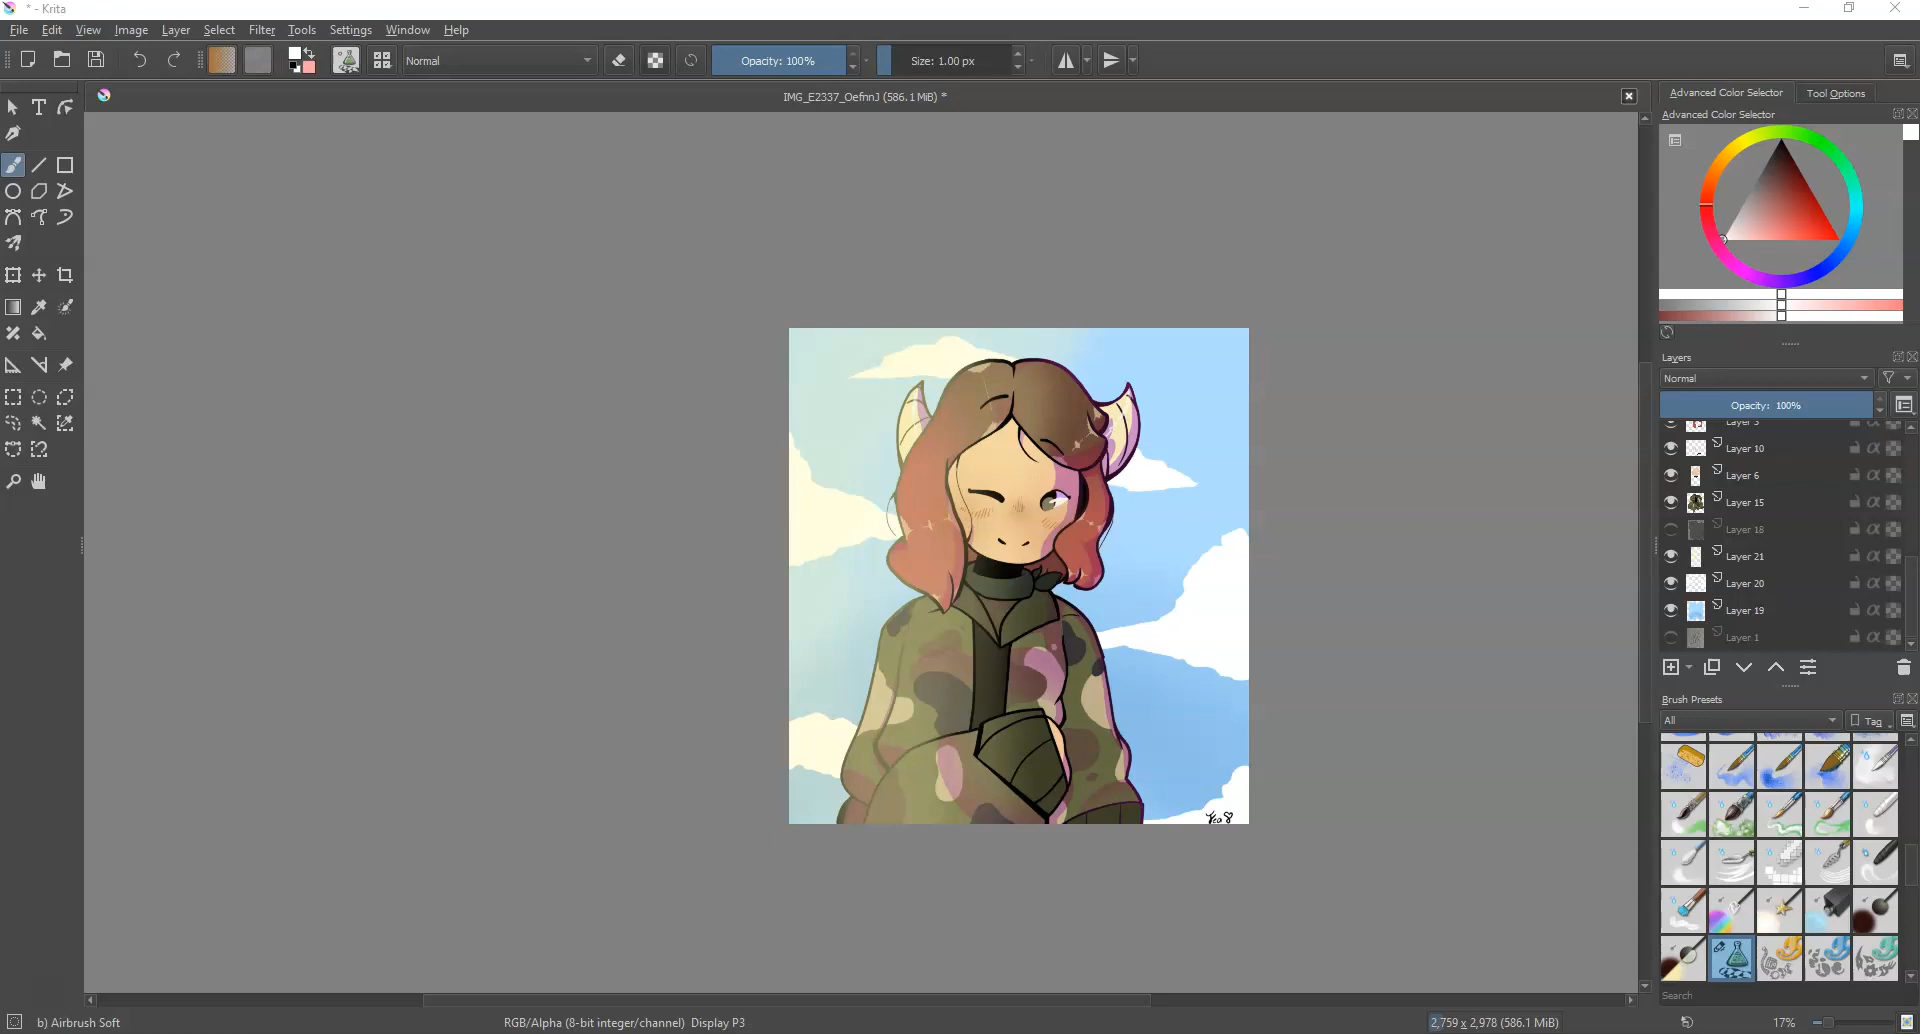 * - Krita
File Edit View Image Layer Select Filter Tools Settings Window Help
Normal Opacity: 100% Size: 1.00 px
IMG_E2337_OefnnJ (586.1 MiB) *
Advanced Color Selector Tool Options
Advanced Color Selector
Layers
Normal
Opacity: 100%
Layer 3
Layer 10
Layer 6
Layer 15
Layer 18
Layer 21
Layer 20
Layer 19
Layer 1
Brush Presets
All Tag
Search
b) Airbrush Soft RGB/Alpha (8-bit integer/channel) Display P3 2,759 x 2,978 (586.1 MiB) 17%